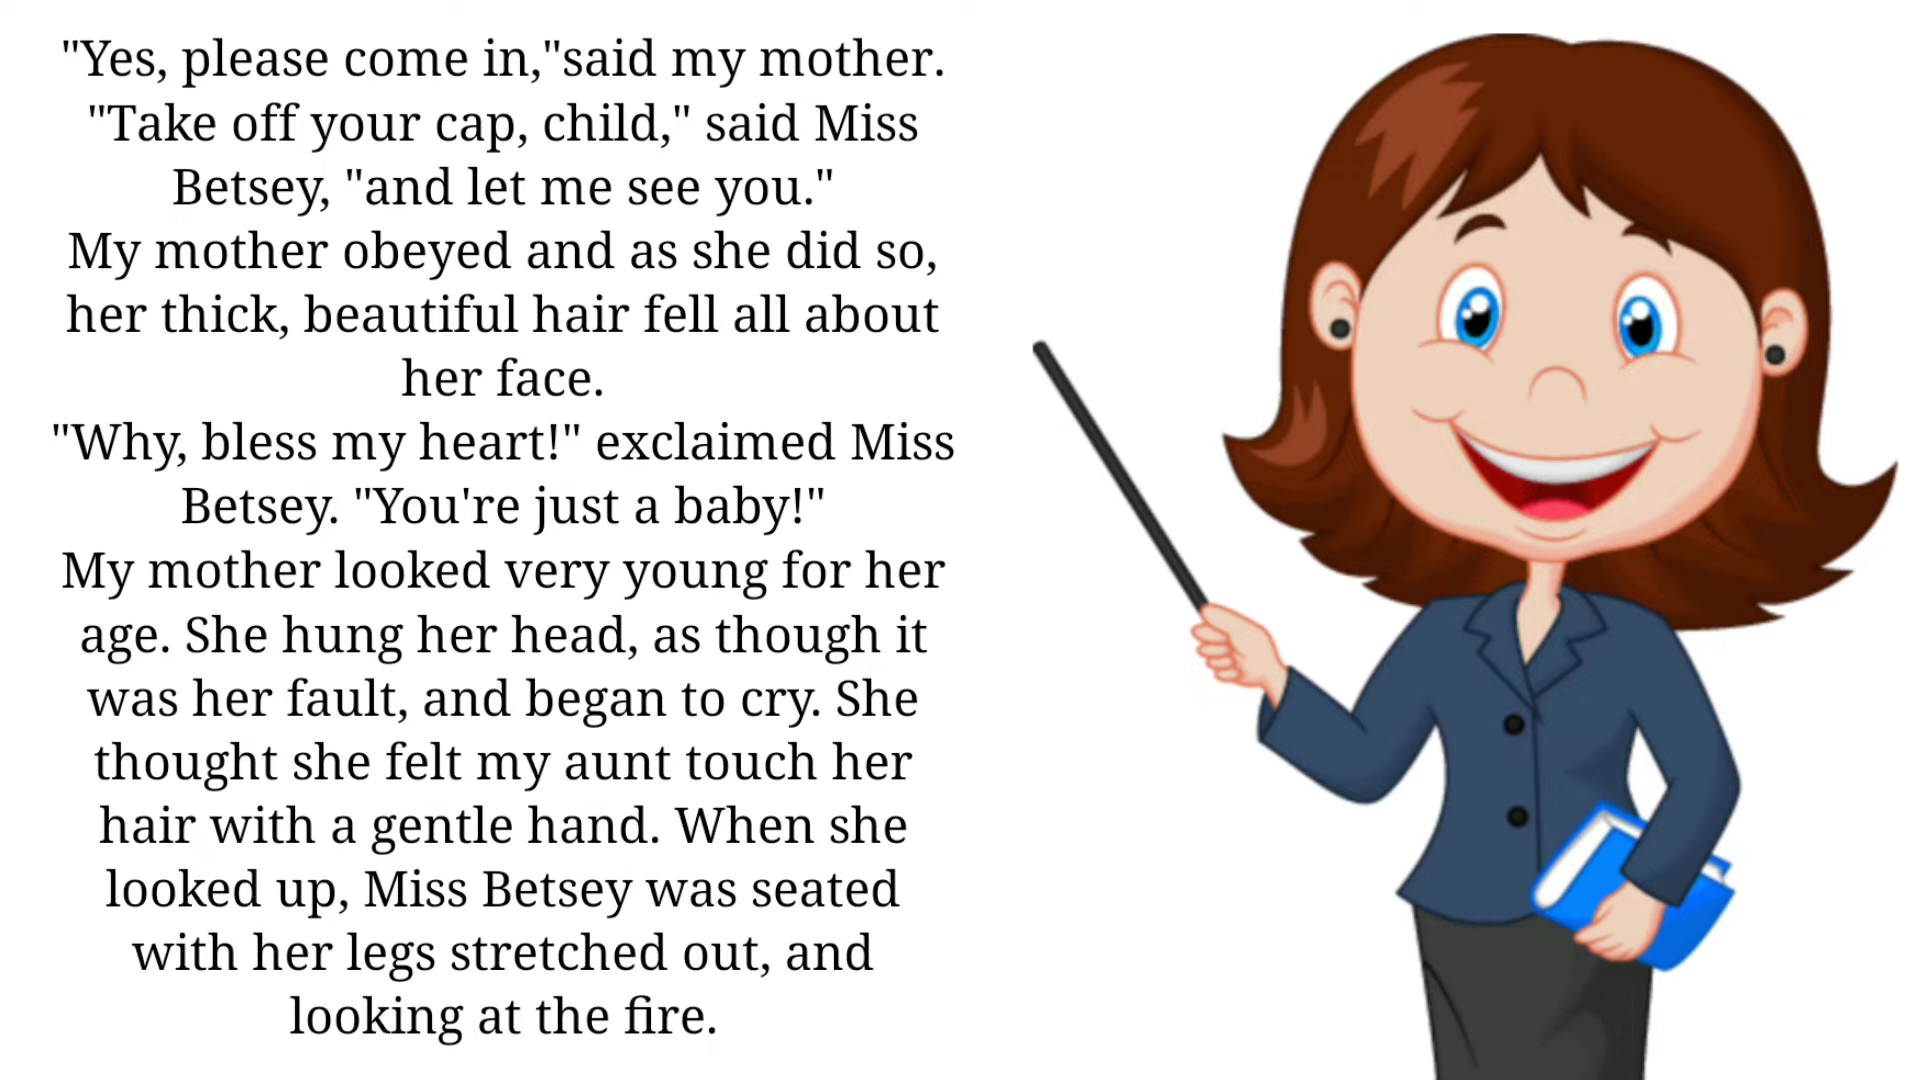 "Yes, please come in,"said my mother.
"Take off your cap, child," said Miss
Betsey, "and let me see you."
My mother obeyed and as she did so,
her thick, beautiful hair fell all about
her face.
"Why, bless my heart!" exclaimed Miss
Betsey. "You're just a baby!"
My mother looked very young for her
age. She hung her head, as though it
was her fault, and began to cry. She
thought she felt my aunt touch her
hair with a gentle hand. When she
looked up, Miss Betsey was seated
with her legs stretched out, and
looking at the fire.